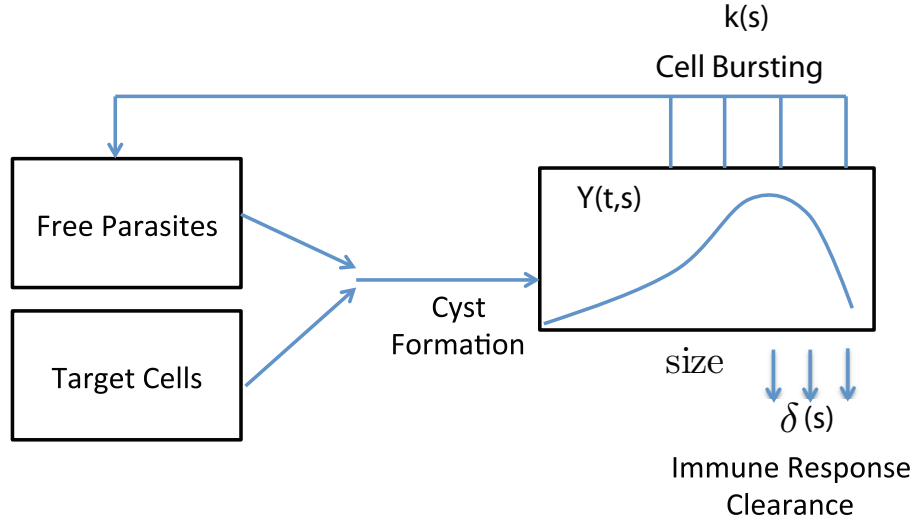 k(s)
Cell Bursting
Free Parasites
Y(t,s)
Cyst
Formation
Target Cells
size
δ(s)
Immune Response
Clearance